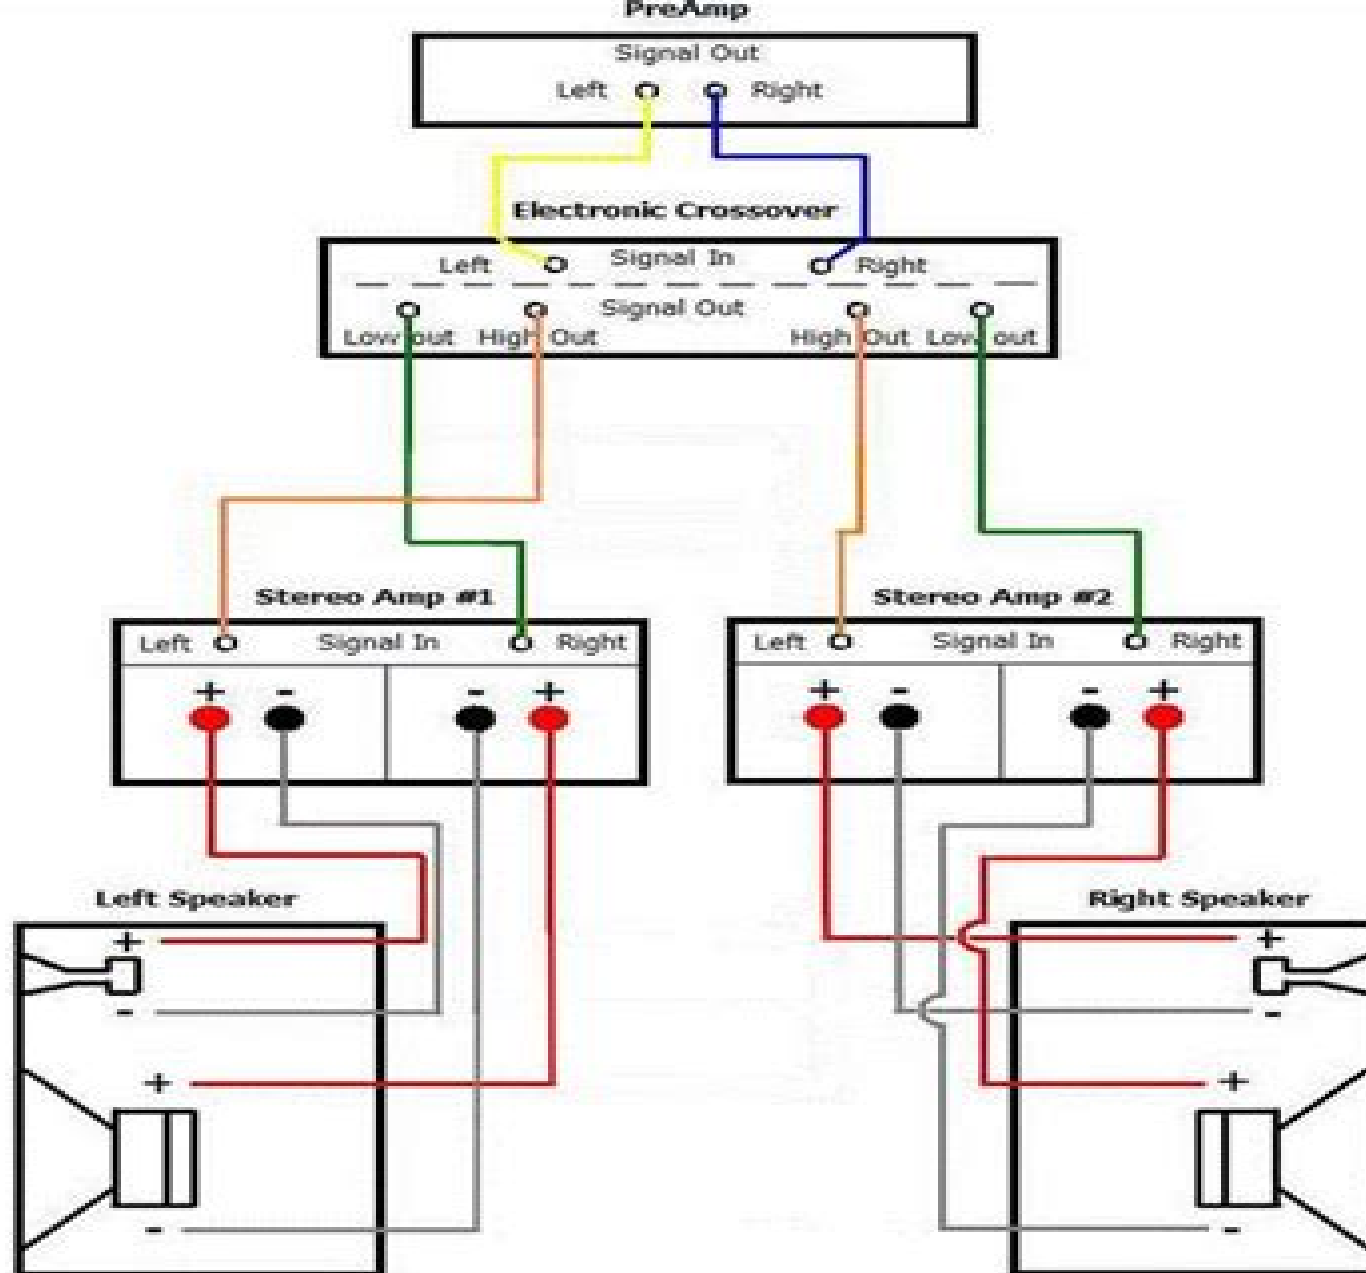 PreAmp
Signal Out
Left Right
Electronic Crossover
Left Signal In Right
Signal Out
Low out High Out High Out Low out
Stereo Amp #1 Stereo Amp #2
Left Signal In Right Left Signal In Right
+ - - + + - - +
Left Speaker Right Speaker
+ +
- -
+ +
- -